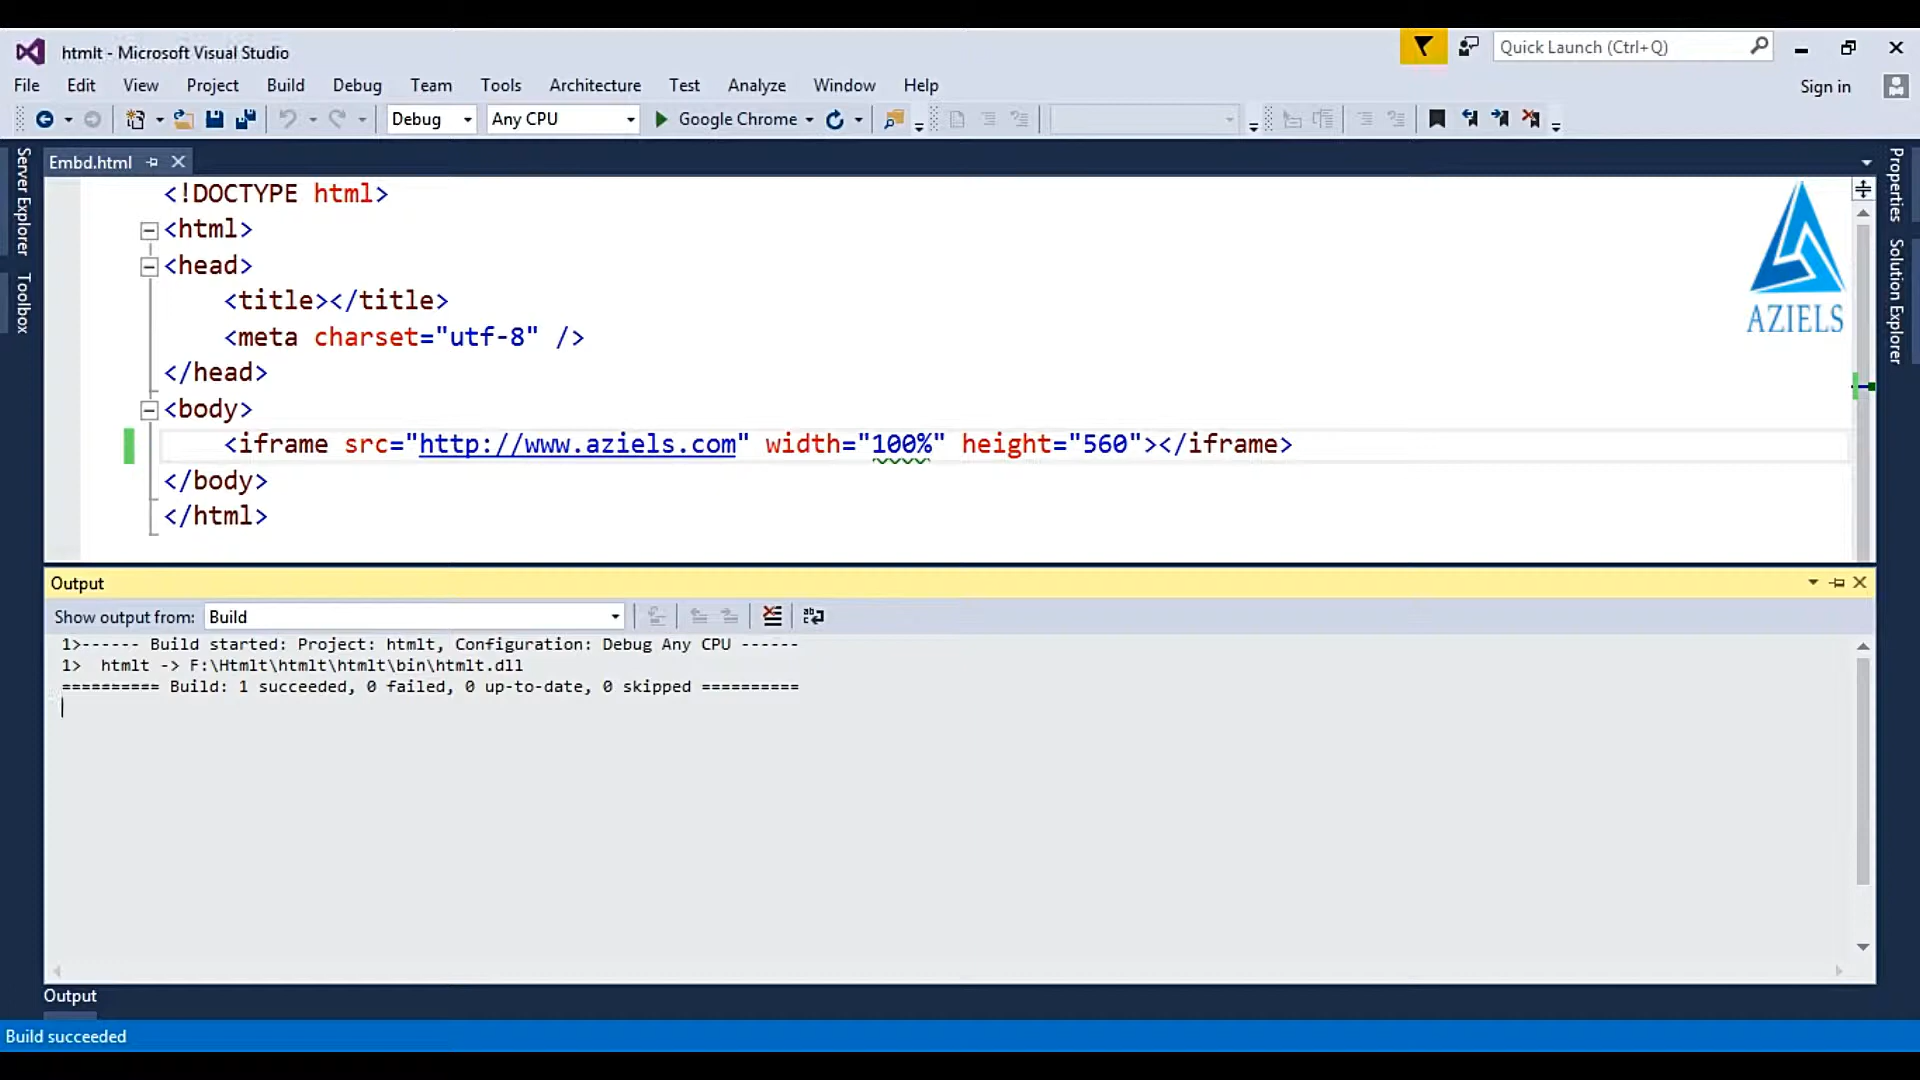 htmlt - Microsoft Visual Studio
Quick Launch (Ctrl+Q)
File Edit View Project Build Debug Team Tools Architecture Test Analyze Window Help
Sign in
Debug Any CPU Google Chrome
Server Explorer
Toolbox
Embd.html
Properties
Solution Explorer
<!DOCTYPE html>
<html>
<head>
<title></title>
<meta charset="utf-8" />
</head>
<body>
<iframe src="http://www.aziels.com" width="100%" height="560"></iframe>
</body>
</html>
AZIELS
Output
Show output from: Build
1>------ Build started: Project: htmlt, Configuration: Debug Any CPU ------
1>  htmlt -> F:\Htmlt\htmlt\htmlt\bin\htmlt.dll
========== Build: 1 succeeded, 0 failed, 0 up-to-date, 0 skipped ==========
Output
Build succeeded